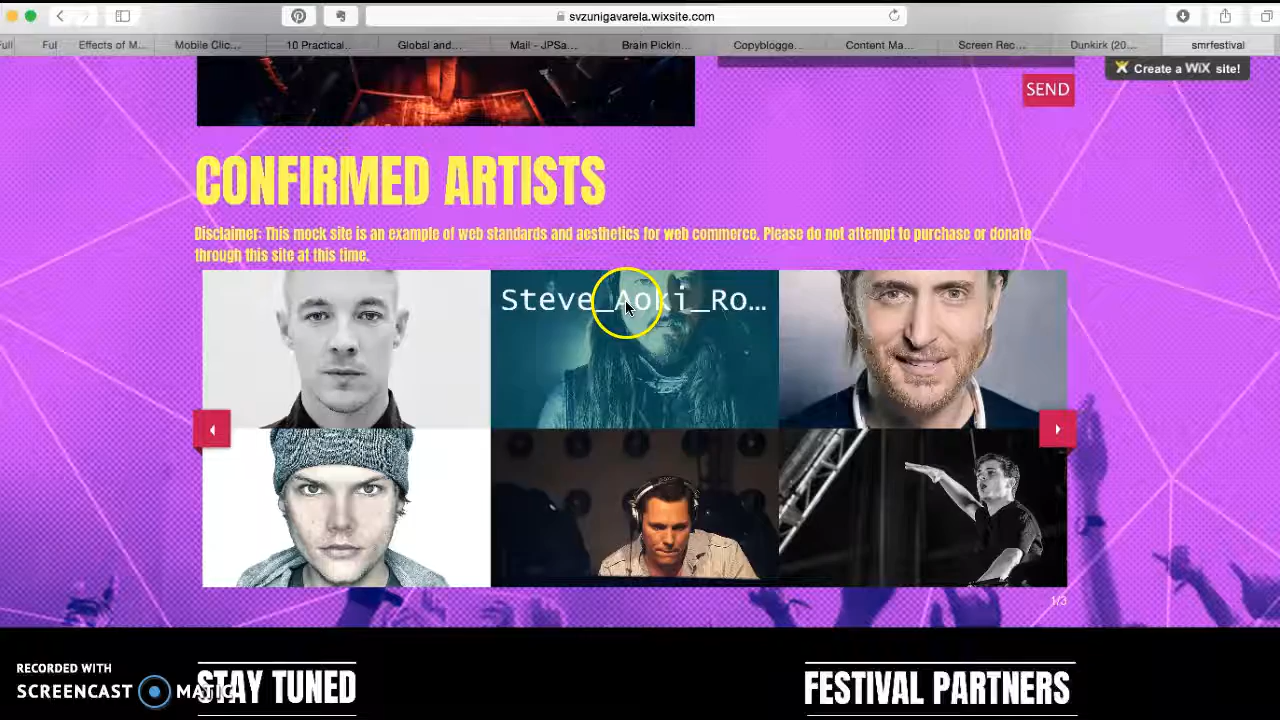 svzunigavarela.wixsite.com
Full
Ful
Effects of M...
Mobile Clic...
10 Practical...
Global and...
Mail - JPSa...
Brain Pickin...
Copyblogge...
Content Ma...
Screen Rec...
Dunkirk (20...
smrfestival
Create a WiX site!
SEND
CONFIRMED ARTISTS
Disclaimer: This mock site is an example of web standards and aesthetics for web commerce. Please do not attempt to purchase or donate
through this site at this time.
Steve_Aoki_Ro...
1/3
RECORDED WITH
SCREENCAST MATIC
STAY TUNED
FESTIVAL PARTNERS